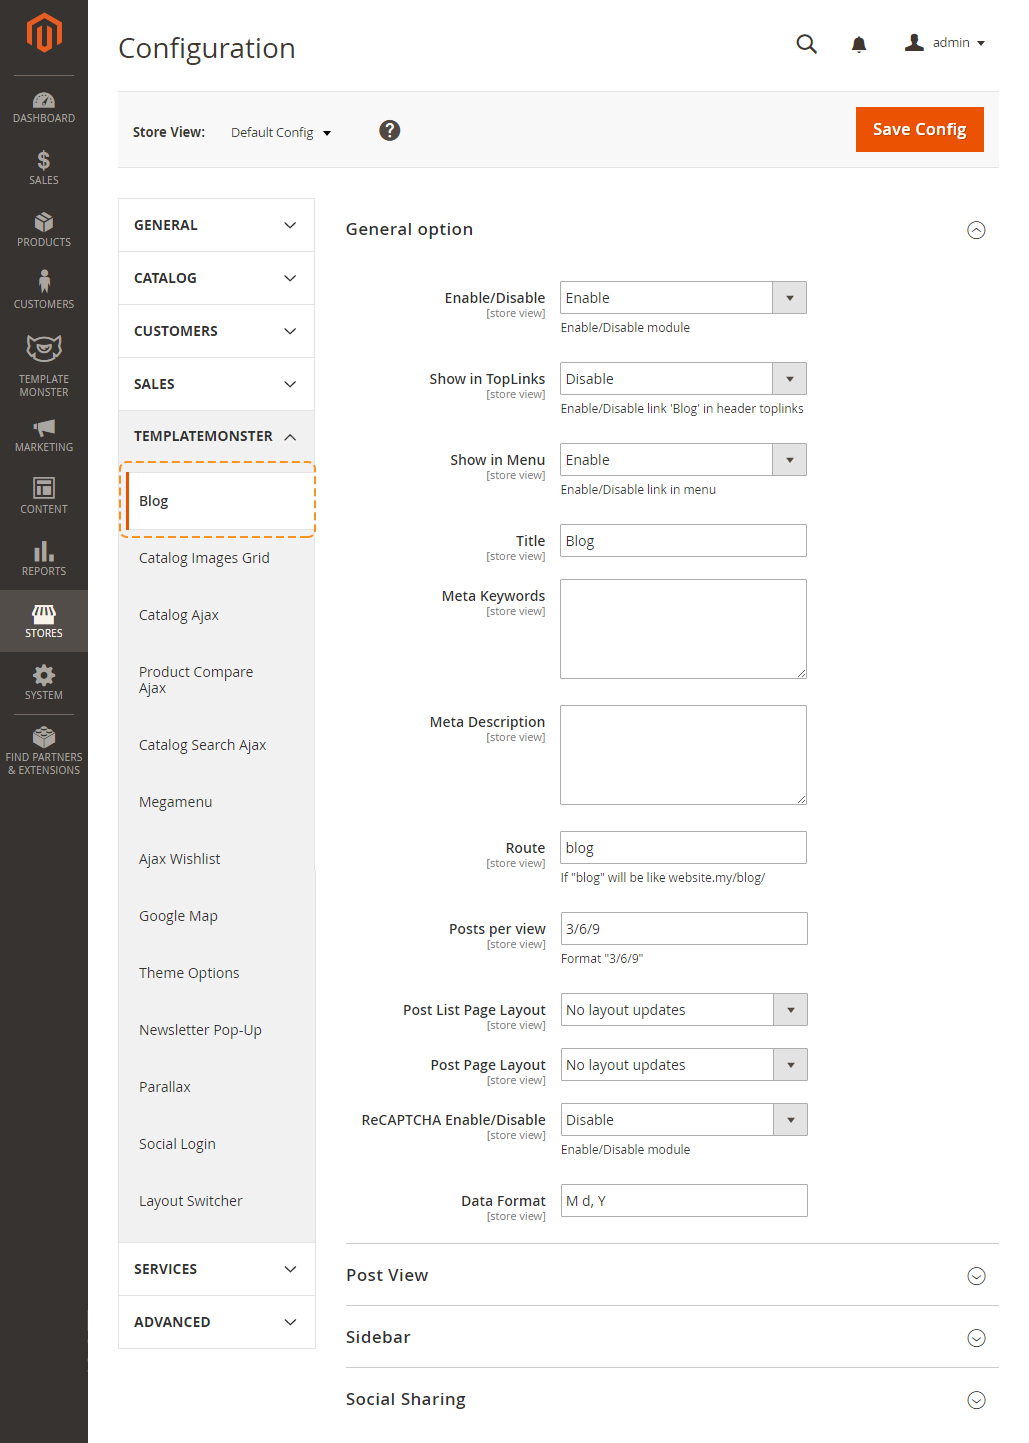 Configuration
admin
Store View:
Default Config
?
Save Config
DASHBOARD
$
SALES
PRODUCTS
CUSTOMERS
TEMPLATE
MONSTER
MARKETING
CONTENT
REPORTS
STORES
SYSTEM
FIND PARTNERS
& EXTENSIONS
GENERAL
CATALOG
CUSTOMERS
SALES
TEMPLATEMONSTER
Blog
Catalog Images Grid
Catalog Ajax
Product Compare
Ajax
Catalog Search Ajax
Megamenu
Ajax Wishlist
Google Map
Theme Options
Newsletter Pop-Up
Parallax
Social Login
Layout Switcher
SERVICES
ADVANCED
General option
Enable/Disable
[store view]
Enable
Enable/Disable module
Show in TopLinks
[store view]
Disable
Enable/Disable link 'Blog' in header toplinks
Show in Menu
[store view]
Enable
Enable/Disable link in menu
Title
[store view]
Blog
Meta Keywords
[store view]
Meta Description
[store view]
Route
[store view]
blog
If "blog" will be like website.my/blog/
Posts per view
[store view]
3/6/9
Format "3/6/9"
Post List Page Layout
[store view]
No layout updates
Post Page Layout
[store view]
No layout updates
ReCAPTCHA Enable/Disable
[store view]
Disable
Enable/Disable module
Data Format
[store view]
M d, Y
Post View
Sidebar
Social Sharing